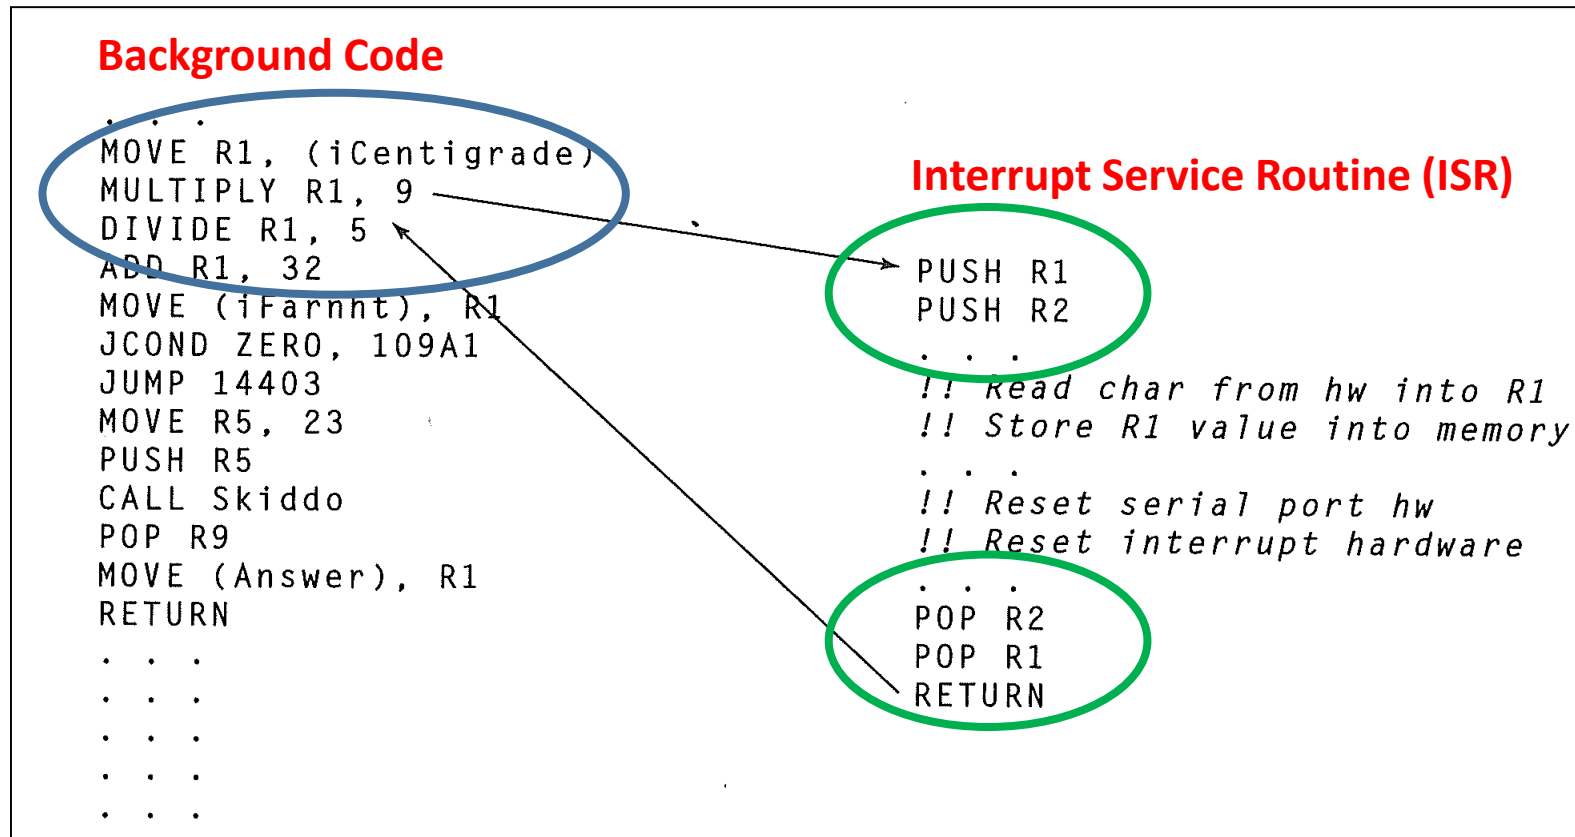 Background Code
. . .
MOVE R1, (iCentigrade)
MULTIPLY R1, 9
DIVIDE R1, 5
ADD R1, 32
MOVE (iFarnht), R1
JCOND ZERO, 109A1
JUMP 14403
MOVE R5, 23
PUSH R5
CALL Skiddo
POP R9
MOVE (Answer), R1
RETURN
. . .
. . .
. . .
. . .
. . .
Interrupt Service Routine (ISR)
PUSH R1
PUSH R2
. . .
!! Read char from hw into R1
!! Store R1 value into memory
. . .
!! Reset serial port hw
!! Reset interrupt hardware
. . .
POP R2
POP R1
RETURN